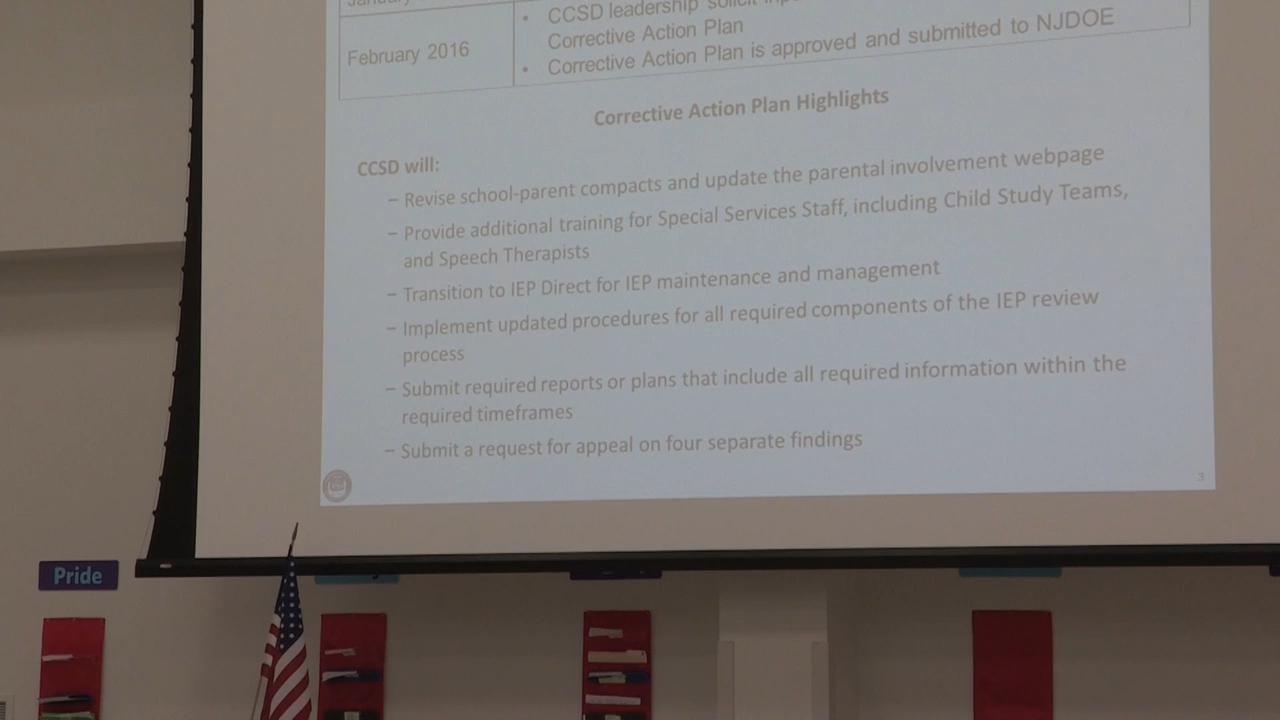 February 2016
• CCSD leadership solicit
Corrective Action Plan
• Corrective Action Plan is approved and submitted to NJDOE
Corrective Action Plan Highlights
CCSD will:
– Revise school-parent compacts and update the parental involvement webpage
– Provide additional training for Special Services Staff, including Child Study Teams,
and Speech Therapists
– Transition to IEP Direct for IEP maintenance and management
– Implement updated procedures for all required components of the IEP review
process
– Submit required reports or plans that include all required information within the
required timeframes
– Submit a request for appeal on four separate findings
3
Pride